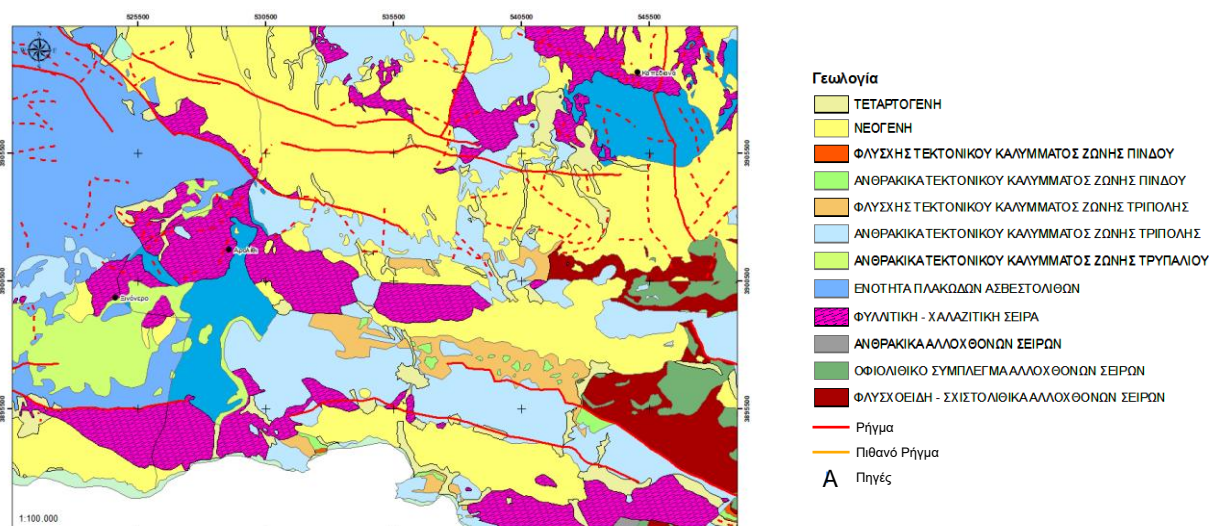 525500 530500 535500 540500 545500
N
3905500
3905500
3900500
3900500
3895500
3895500
1:100.000
Γεωλογία
ΤΕΤΑΡΤΟΓΕΝΗ
ΝΕΟΓΕΝΗ
ΦΛΥΣΧΗΣ ΤΕΚΤΟΝΙΚΟΥ ΚΑΛΥΜΜΑΤΟΣ ΖΩΝΗΣ ΠΙΝΔΟΥ
ΑΝΘΡΑΚΙΚΑ ΤΕΚΤΟΝΙΚΟΥ ΚΑΛΥΜΜΑΤΟΣ ΖΩΝΗΣ ΠΙΝΔΟΥ
ΦΛΥΣΧΗΣ ΤΕΚΤΟΝΙΚΟΥ ΚΑΛΥΜΜΑΤΟΣ ΖΩΝΗΣ ΤΡΙΠΟΛΗΣ
ΑΝΘΡΑΚΙΚΑ ΤΕΚΤΟΝΙΚΟΥ ΚΑΛΥΜΜΑΤΟΣ ΖΩΝΗΣ ΤΡΙΠΟΛΗΣ
ΑΝΘΡΑΚΙΚΑ ΤΕΚΤΟΝΙΚΟΥ ΚΑΛΥΜΜΑΤΟΣ ΖΩΝΗΣ ΤΡΥΠΑΛΙΟΥ
ΕΝΟΤΗΤΑ ΠΛΑΚΩΔΩΝ ΑΣΒΕΣΤΟΛΙΘΩΝ
ΦΥΛΛΙΤΙΚΗ - ΧΑΛΑΖΙΤΙΚΗ ΣΕΙΡΑ
ΑΝΘΡΑΚΙΚΑ ΑΛΛΟΧΘΟΝΩΝ ΣΕΙΡΩΝ
ΟΦΙΟΛΙΘΙΚΟ ΣΥΜΠΛΕΓΜΑ ΑΛΛΟΧΘΟΝΩΝ ΣΕΙΡΩΝ
ΦΛΥΣΧΟΕΙΔΗ - ΣΧΙΣΤΟΛΙΘΙΚΑ ΑΛΛΟΧΘΟΝΩΝ ΣΕΙΡΩΝ
Ρήγμα
Πιθανό Ρήγμα
Α Πηγές